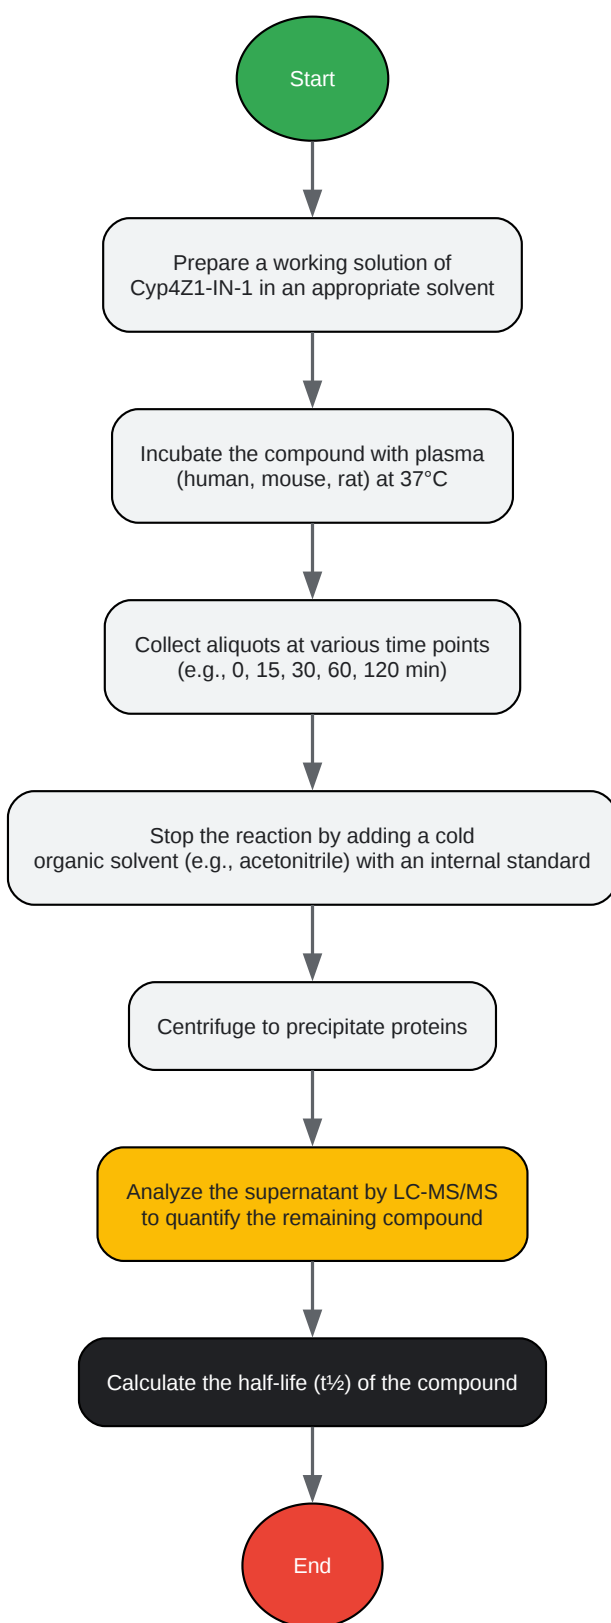 Start
Prepare a working solution of
Cyp4Z1-IN-1 in an appropriate solvent
Incubate the compound with plasma
(human, mouse, rat) at 37°C
Collect aliquots at various time points
(e.g., 0, 15, 30, 60, 120 min)
Stop the reaction by adding a cold
organic solvent (e.g., acetonitrile) with an internal standard
Centrifuge to precipitate proteins
Analyze the supernatant by LC-MS/MS
to quantify the remaining compound
Calculate the half-life (t½) of the compound
End